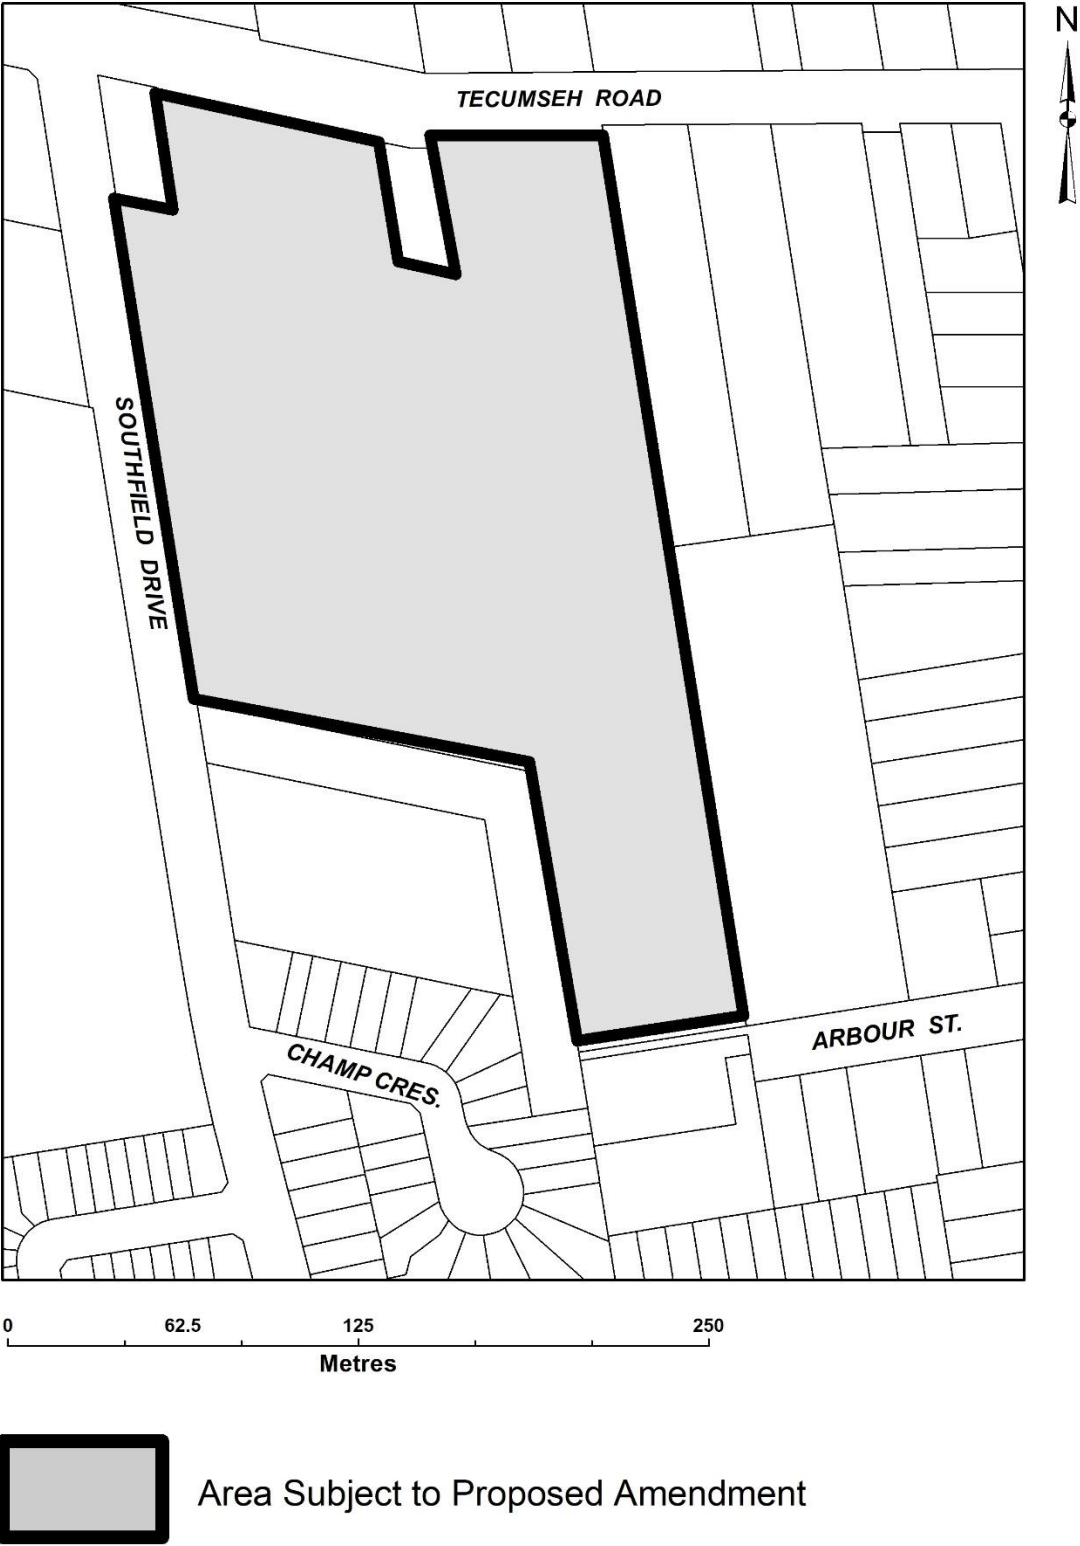 N
TECUMSEH ROAD
SOUTHFIELD DRIVE
ARBOUR ST.
CHAMP CRES.
0 62.5 125 250
Metres
Area Subject to Proposed Amendment